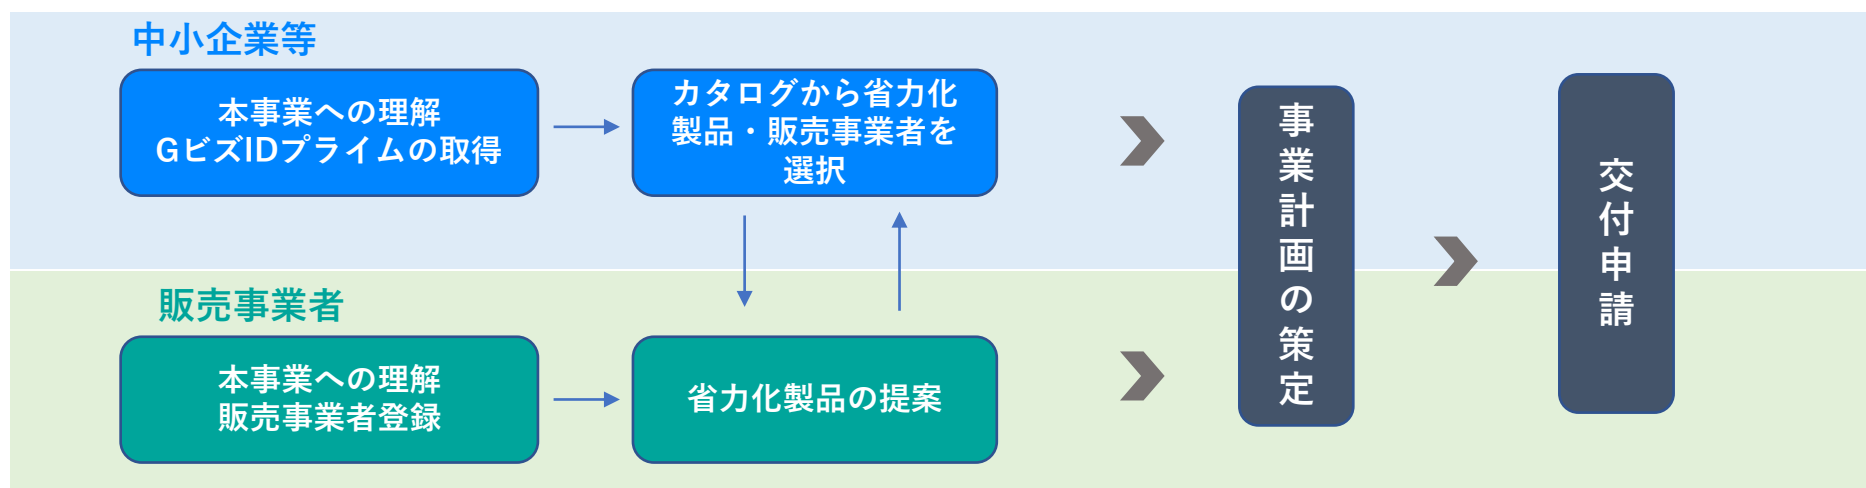 中小企業等
本事業への理解
GビズIDプライムの取得
カタログから省力化
製品・販売事業者を
選択
販売事業者
本事業への理解
販売事業者登録
省力化製品の提案
事業計画の策定
交付申請